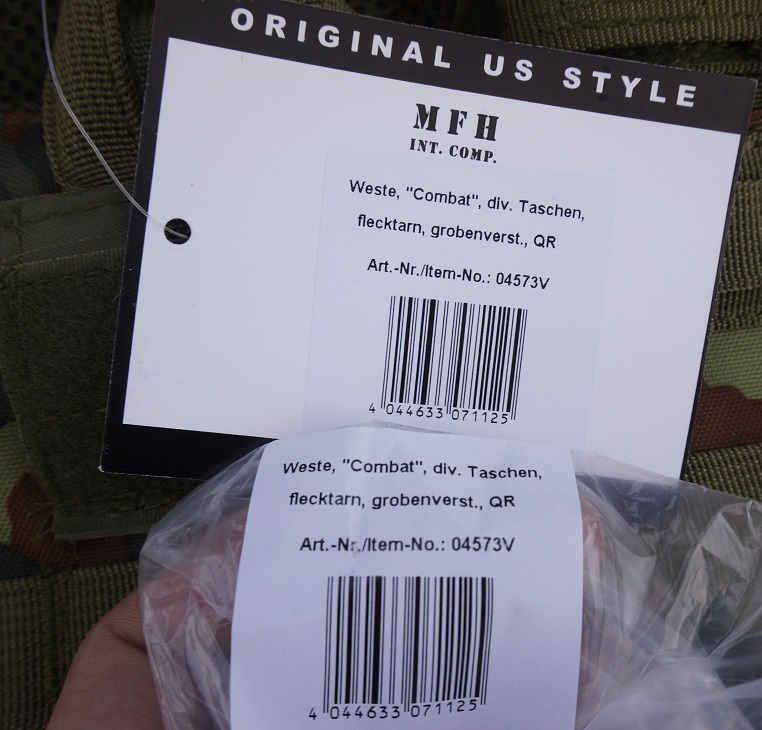 ORIGINAL US STYLE
MFH
INT. COMP.
Weste, "Combat", div. Taschen,
flecktarn, grobenverst., QR
Art.-Nr./Item-No.: 04573V
4 044633 071125
Weste, "Combat", div. Taschen,
flecktarn, grobenverst., QR
Art.-Nr./Item-No.: 04573V
4 044633 071125